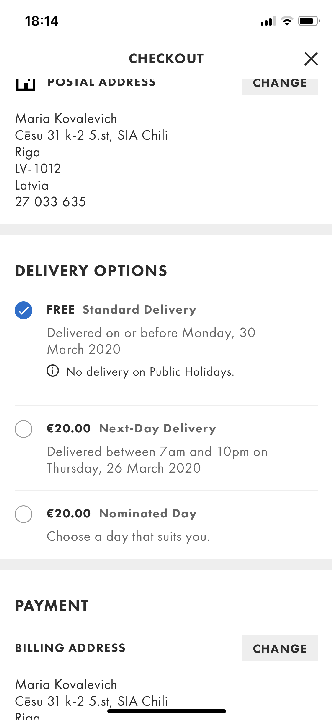 18:14
CHECKOUT
POSTAL ADDRESS
CHANGE
Maria Kovalevich
Cēsu 31 k-2 5.st, SIA Chili
Riga
LV-1012
Latvia
27 033 635
DELIVERY OPTIONS
FREE Standard Delivery
Delivered on or before Monday, 30
March 2020
No delivery on Public Holidays.
€20.00 Next-Day Delivery
Delivered between 7am and 10pm on
Thursday, 26 March 2020
€20.00 Nominated Day
Choose a day that suits you.
PAYMENT
BILLING ADDRESS
CHANGE
Maria Kovalevich
Cēsu 31 k-2 5.st, SIA Chili
Riga